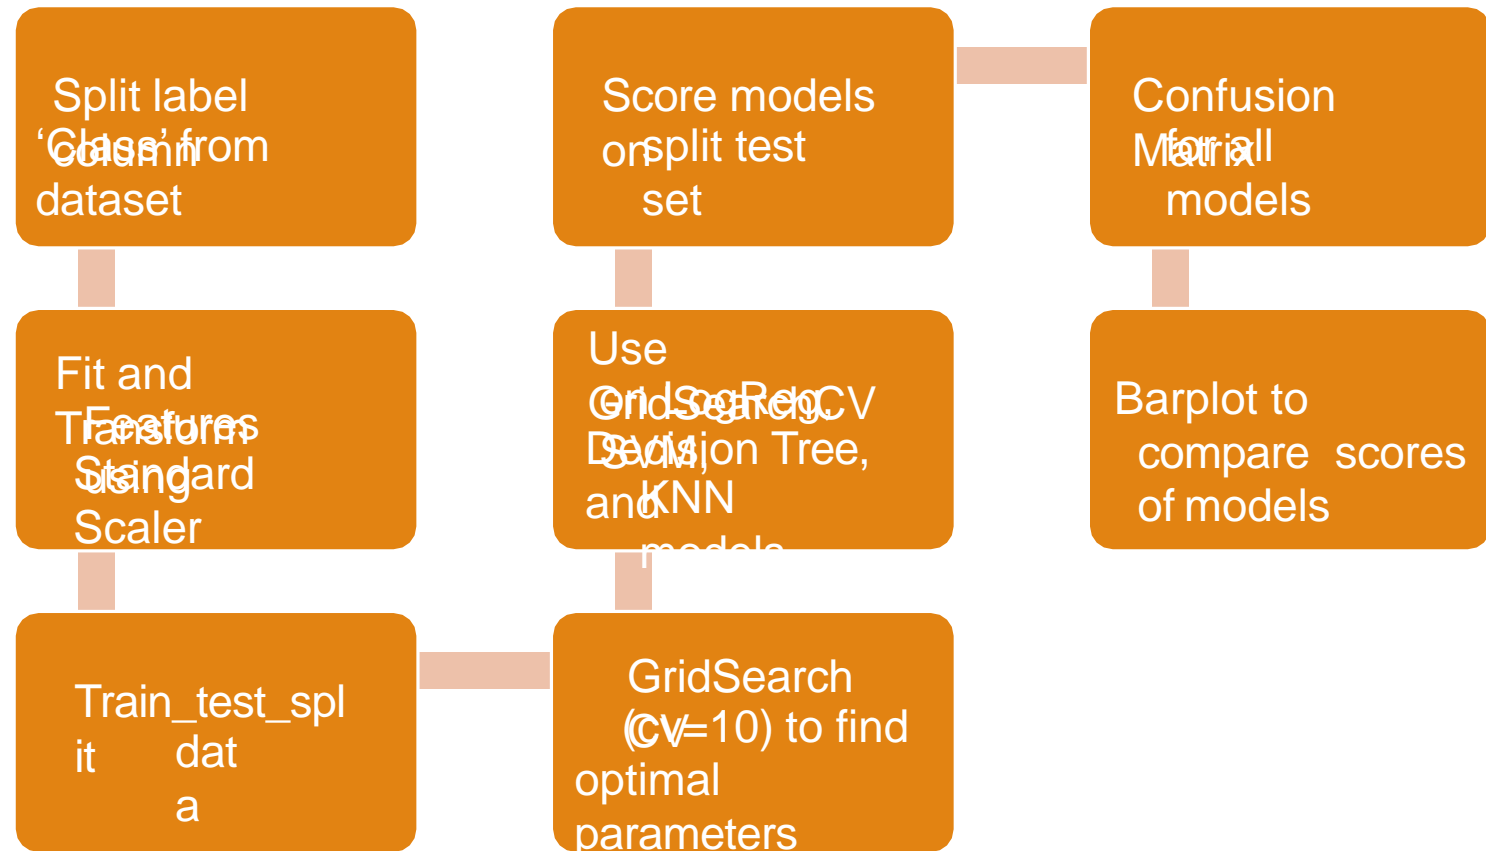 Split label
column
‘Class’ from
dataset
Fit and
Transform
Features
using
Standard
Scaler
Train_test_spl
it
dat
a
GridSearch
CV
(cv=10) to find
optimal
parameters
Use
GridSearchCV
on LogReg,
SVM,
Decision Tree,
and
KNN
models
Score models
on
split test
set
Confusion
Matrix
for all
models
Barplot to
compare scores
of models